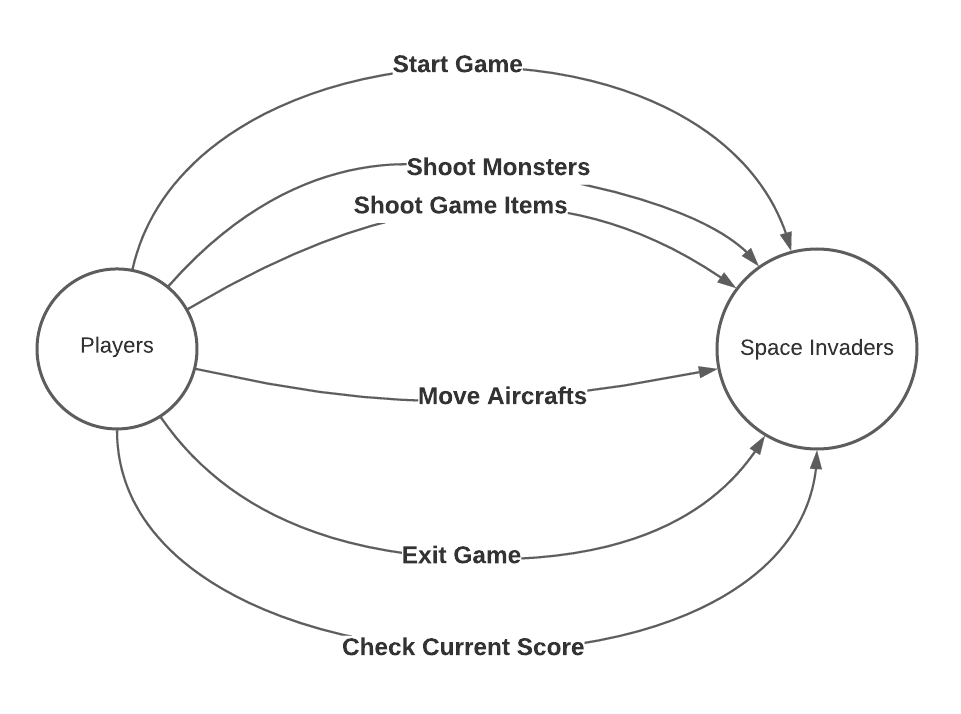 Start Game
Shoot Monsters
Shoot Game Items
Players
Space Invaders
Move Aircrafts
Exit Game
Check Current Score